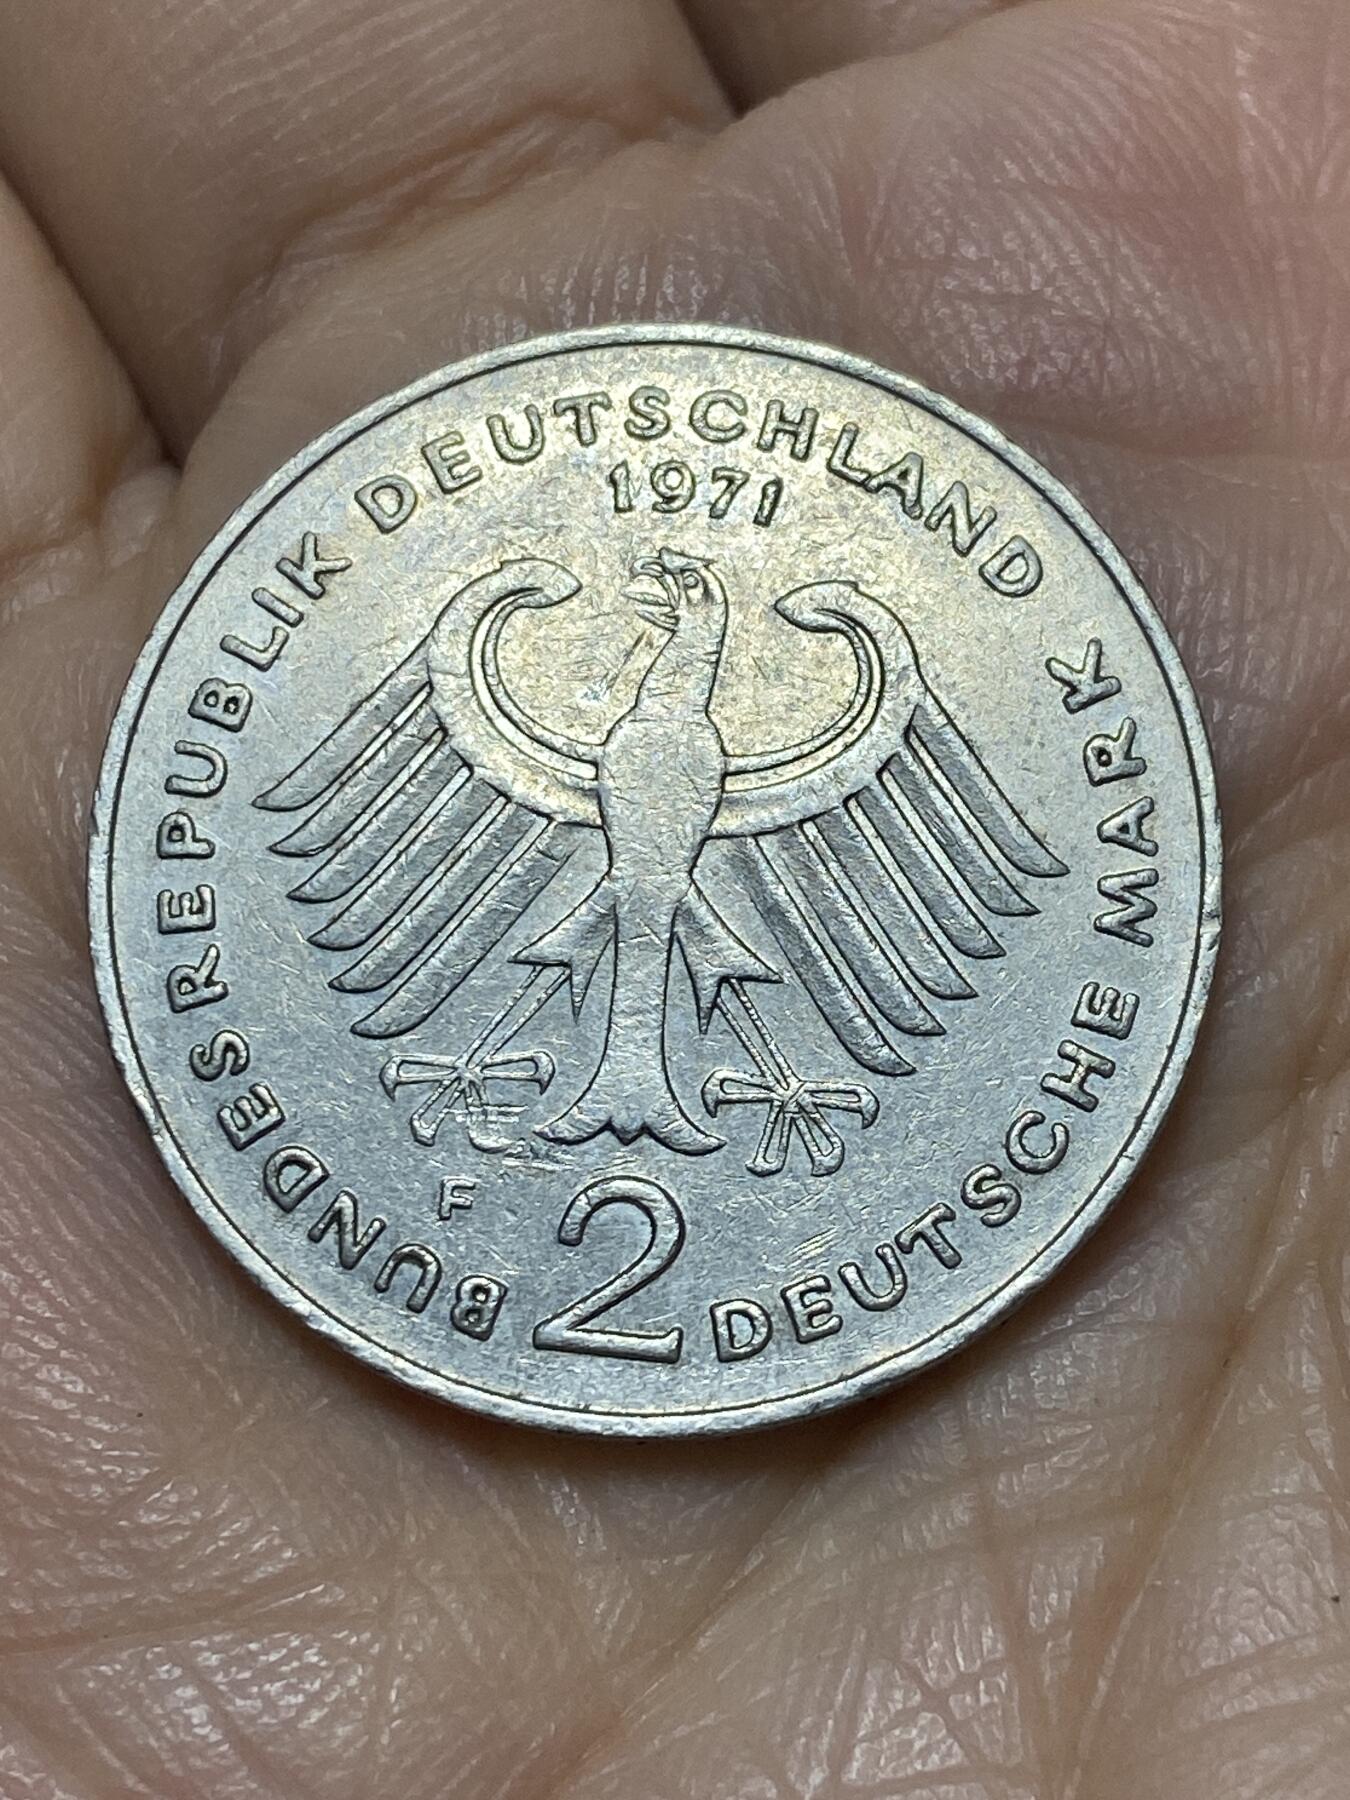 BUNDESREPUBLIK DEUTSCHLAND
1971
F
2
DEUTSCHE MARK